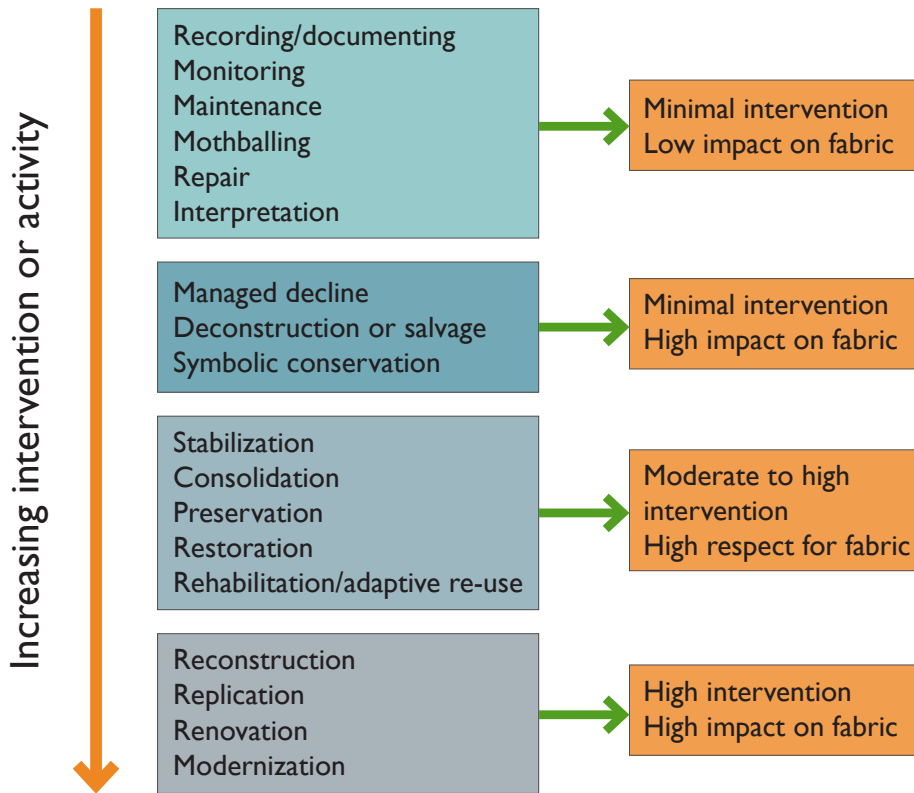 Increasing intervention or activity
Recording/documenting
Monitoring
Maintenance
Mothballing
Repair
Interpretation
Minimal intervention
Low impact on fabric
Managed decline
Deconstruction or salvage
Symbolic conservation
Minimal intervention
High impact on fabric
Stabilization
Consolidation
Preservation
Restoration
Rehabilitation/adaptive re-use
Moderate to high
intervention
High respect for fabric
Reconstruction
Replication
Renovation
Modernization
High intervention
High impact on fabric